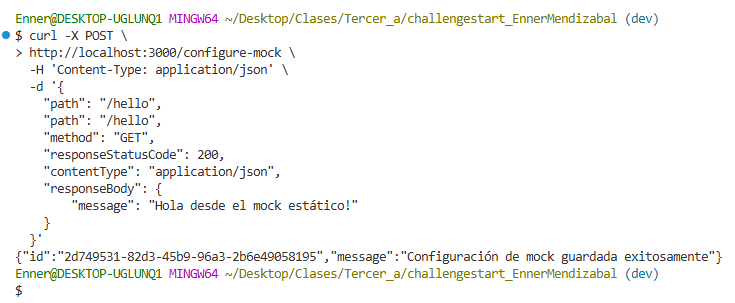 Enner@DESKTOP-UGLUNQ1 MINGW64 ~/Desktop/Clases/Tercer_a/challengestart_EnnerMendizabal (dev)
$ curl -X POST \
> http://localhost:3000/configure-mock \
  -H 'Content-Type: application/json' \
  -d '{
    "path": "/hello",
    "path": "/hello",
    "method": "GET",
    "responseStatusCode": 200,
    "contentType": "application/json",
    "responseBody": {
        "message": "Hola desde el mock estático!"
    }
  }'
{"id":"2d749531-82d3-45b9-96a3-2b6e49058195","message":"Configuración de mock guardada exitosamente"}
Enner@DESKTOP-UGLUNQ1 MINGW64 ~/Desktop/Clases/Tercer_a/challengestart_EnnerMendizabal (dev)
$